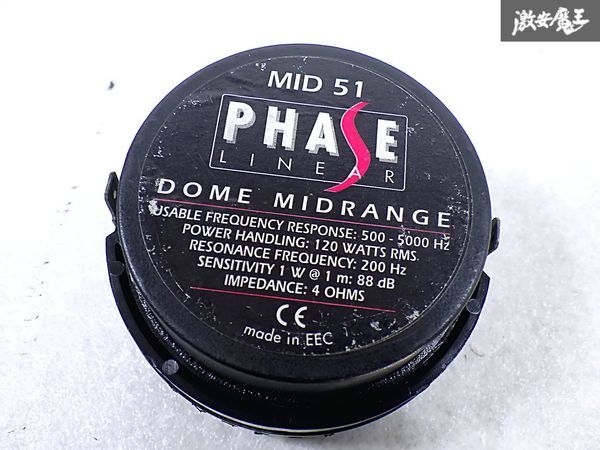 激安魔王
MID 51
PHASE
LINEAR
DOME MIDRANGE
USABLE FREQUENCY RESPONSE: 500 - 5000 Hz
POWER HANDLING: 120 WATTS RMS
RESONANCE FREQUENCY: 200 Hz
SENSITIVITY 1 W @ 1 m: 88 dB
IMPEDANCE: 4 OHMS
CE
made in EEC